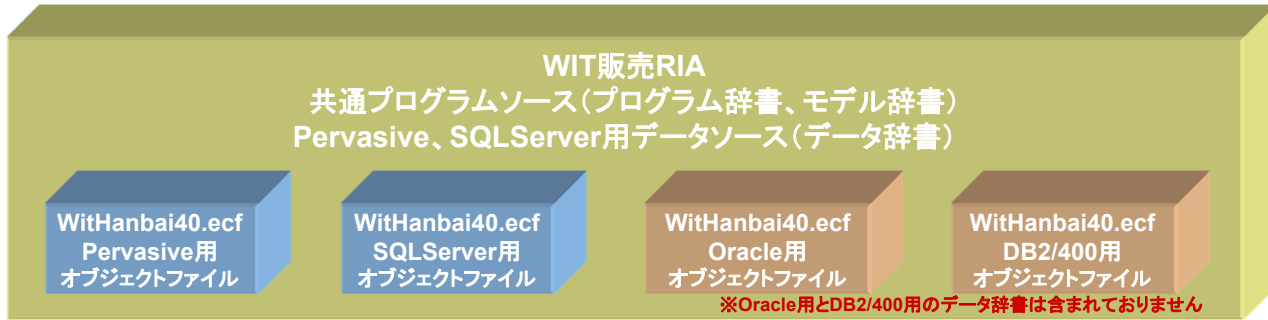 WIT販売RIA
共通プログラムソース(プログラム辞書、モデル辞書)
Pervasive、SQLServer用データソース(データ辞書)
WitHanbai40.ecf
Pervasive用
オブジェクトファイル
WitHanbai40.ecf
SQLServer用
オブジェクトファイル
WitHanbai40.ecf
Oracle用
オブジェクトファイル
WitHanbai40.ecf
DB2/400用
オブジェクトファイル
※Oracle用とDB2/400用のデータ辞書は含まれておりません